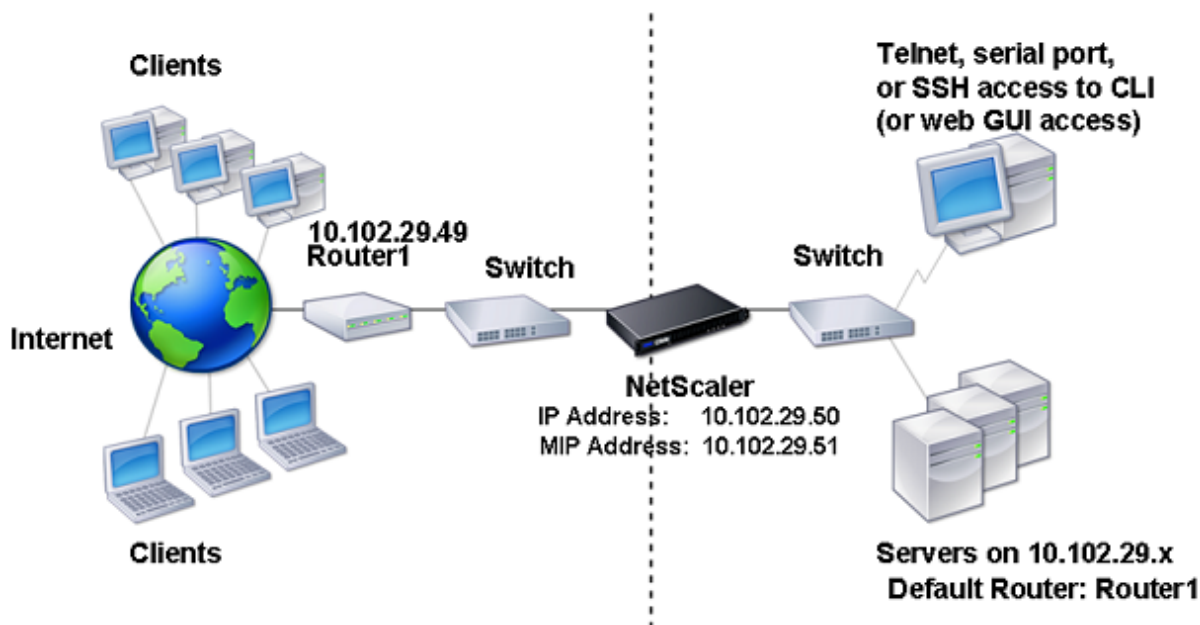 Clients
Telnet, serial port,
or SSH access to CLI
(or web GUI access)
10.102.29.49
Router1
Switch
Switch
Internet
NetScaler
IP Address: 10.102.29.50
MIP Address: 10.102.29.51
Clients
Servers on 10.102.29.x
Default Router: Router1